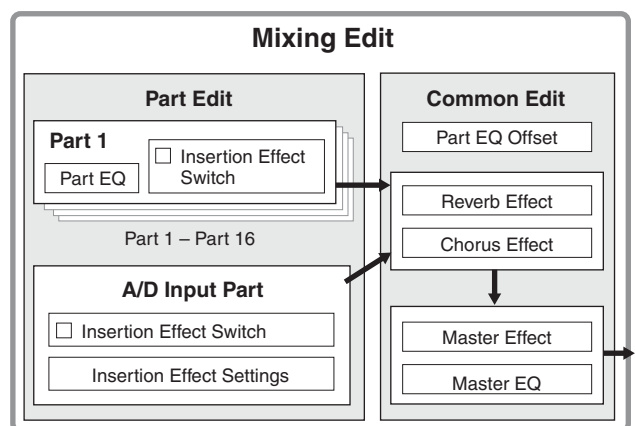 Mixing Edit
Part Edit
Part 1
Part EQ
Insertion Effect
Switch
Part 1 – Part 16
A/D Input Part
Insertion Effect Switch
Insertion Effect Settings
Common Edit
Part EQ Offset
Reverb Effect
Chorus Effect
Master Effect
Master EQ